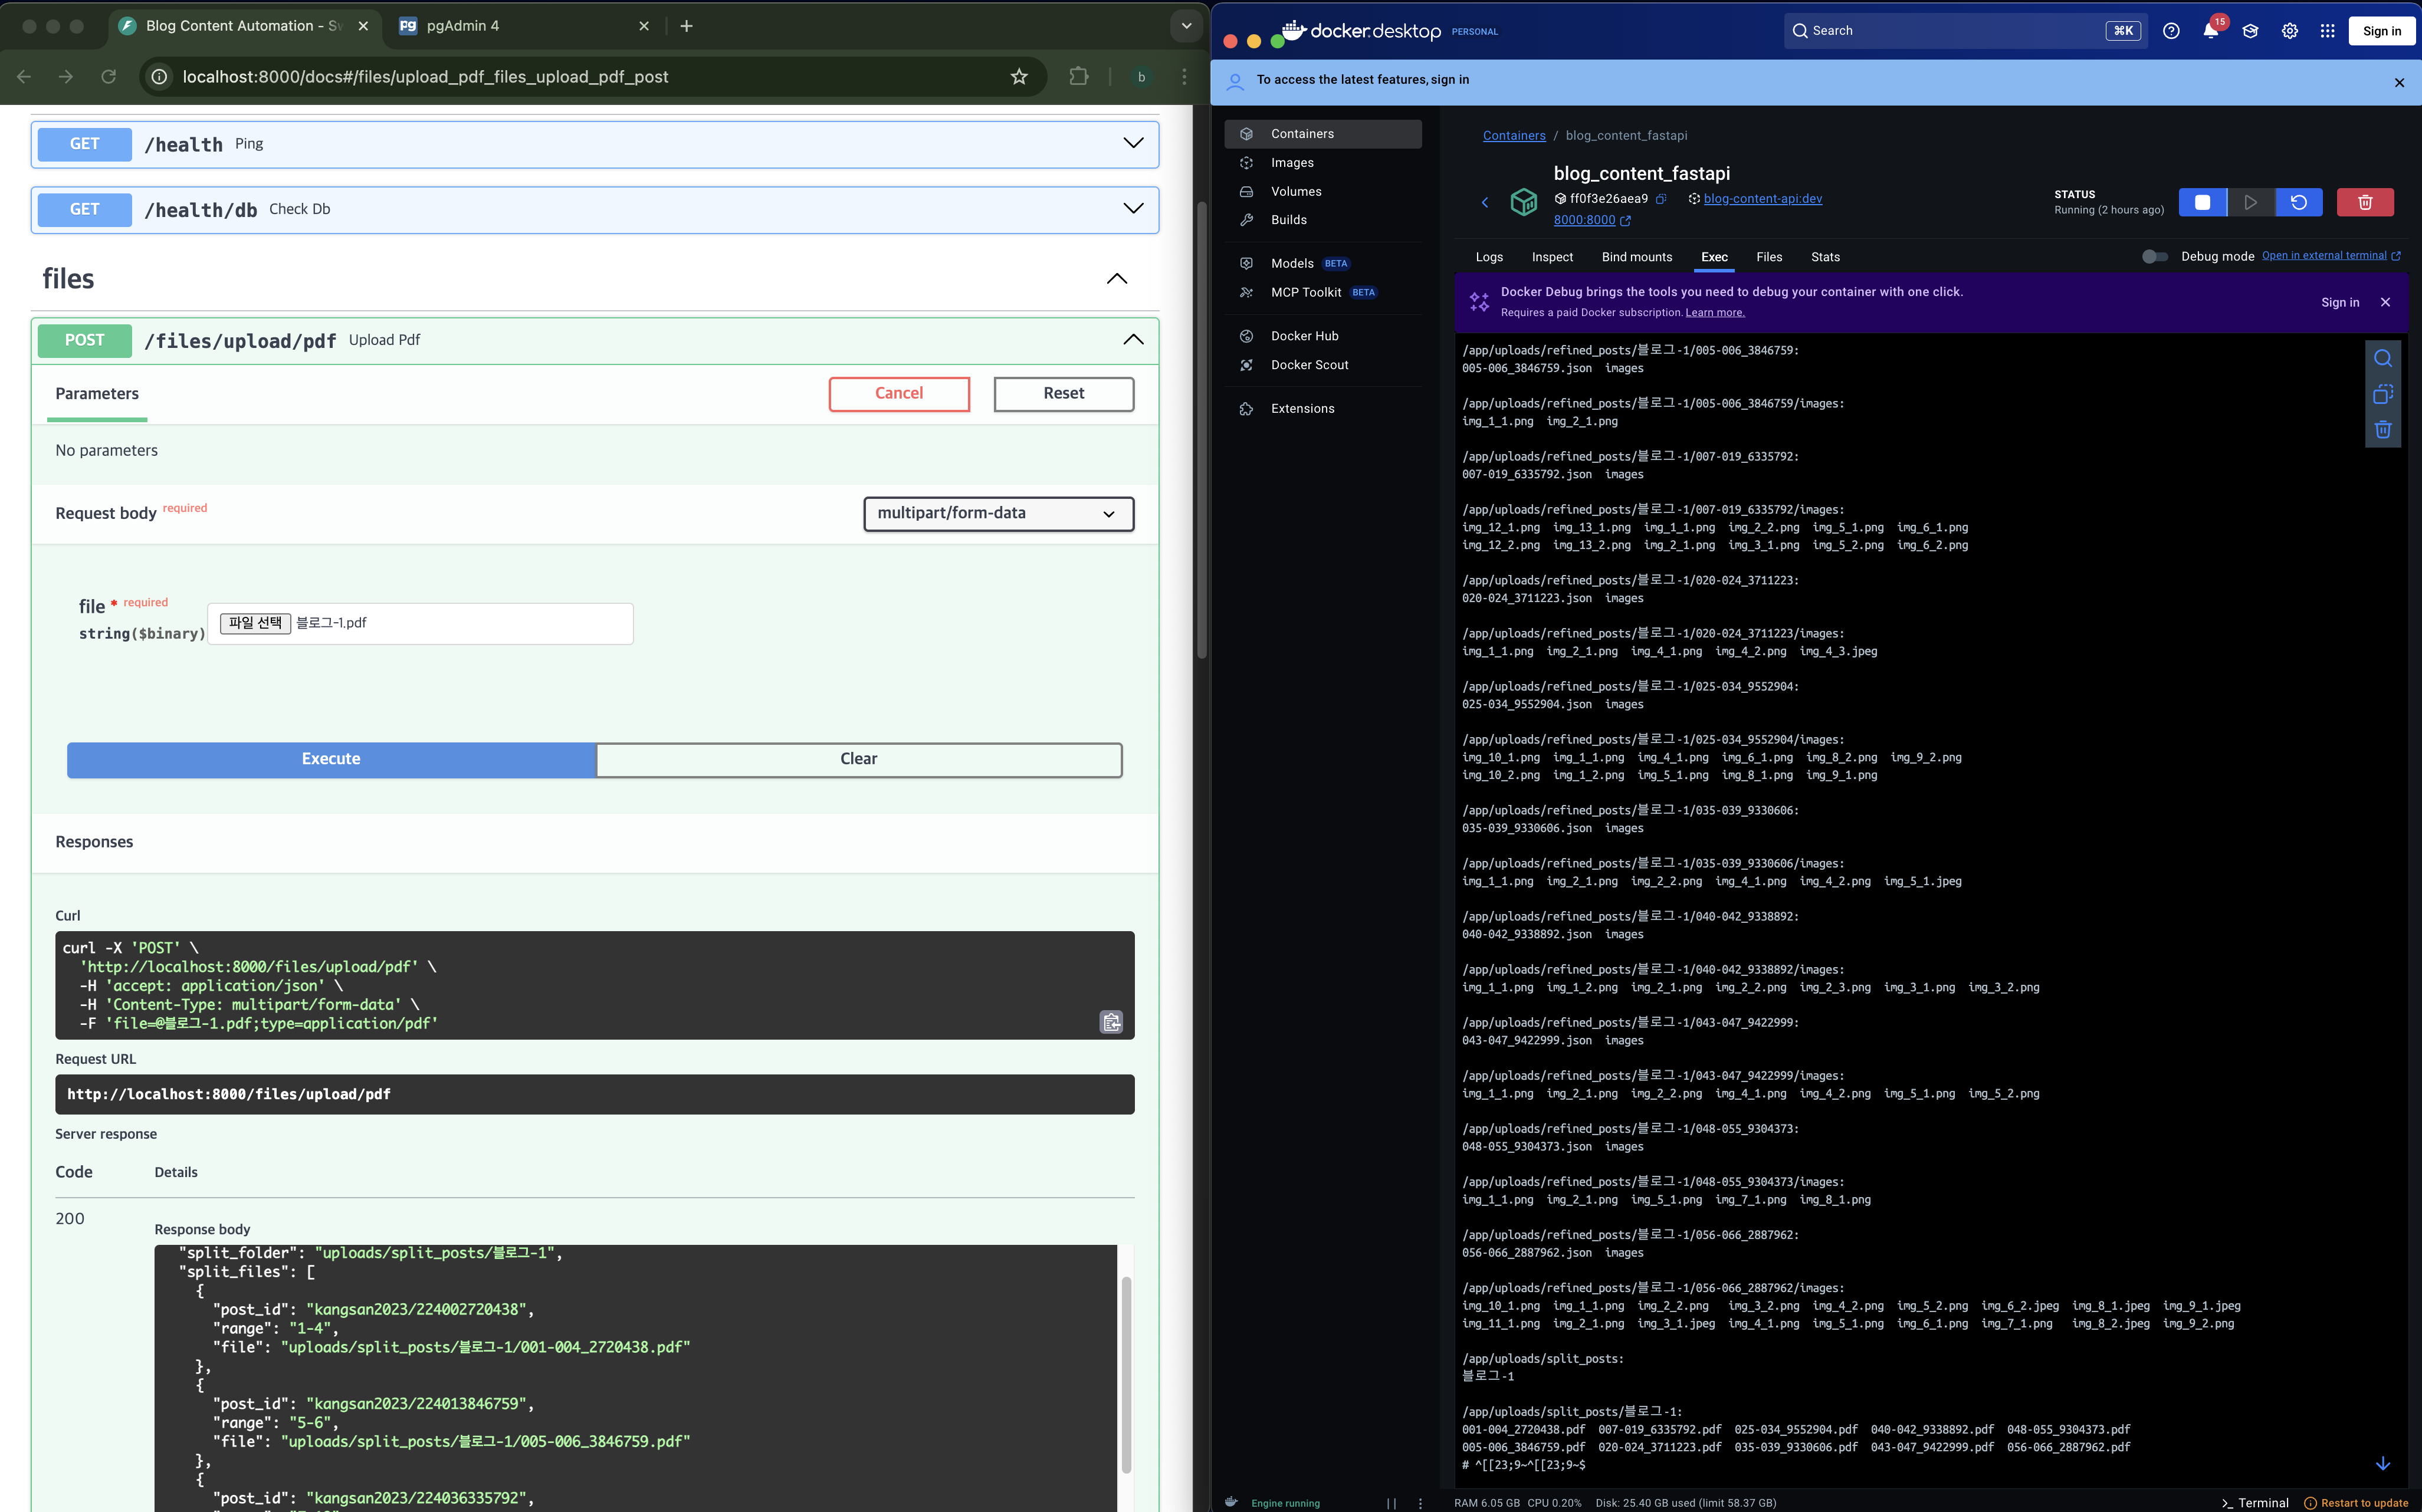 Blog Content Automation - Sw
pgAdmin 4
localhost:8000/docs#/files/upload_pdf_files_upload_pdf_post
b
GET /health Ping
GET /health/db Check Db
files
POST /files/upload/pdf Upload Pdf
Parameters
Cancel
Reset
No parameters
Request body required
multipart/form-data
file * required
string($binary)
파일 선택 블로그-1.pdf
Execute
Clear
Responses
Curl
curl -X 'POST' \
'http://localhost:8000/files/upload/pdf' \
-H 'accept: application/json' \
-H 'Content-Type: multipart/form-data' \
-F 'file=@블로그-1.pdf;type=application/pdf'
Request URL
http://localhost:8000/files/upload/pdf
Server response
Code Details
200
Response body
"split_folder": "uploads/split_posts/블로그-1",
"split_files": [
{
"post_id": "kangsan2023/224002720438",
"range": "1-4",
"file": "uploads/split_posts/블로그-1/001-004_2720438.pdf"
},
{
"post_id": "kangsan2023/224013846759",
"range": "5-6",
"file": "uploads/split_posts/블로그-1/005-006_3846759.pdf"
},
{
"post_id": "kangsan2023/224036335792",
docker.desktop PERSONAL
Search
⌘K
15
Sign in
To access the latest features, sign in
Containers
Images
Volumes
Builds
Models BETA
MCP Toolkit BETA
Docker Hub
Docker Scout
Extensions
Containers / blog_content_fastapi
blog_content_fastapi
ff0f3e26aea9 blog-content-api:dev
8000:8000
STATUS
Running (2 hours ago)
Logs Inspect Bind mounts Exec Files Stats
Debug mode Open in external terminal
Docker Debug brings the tools you need to debug your container with one click.
Requires a paid Docker subscription. Learn more.
Sign in
/app/uploads/refined_posts/블로그-1/005-006_3846759:
005-006_3846759.json images
/app/uploads/refined_posts/블로그-1/005-006_3846759/images:
img_1_1.png img_2_1.png
/app/uploads/refined_posts/블로그-1/007-019_6335792:
007-019_6335792.json images
/app/uploads/refined_posts/블로그-1/007-019_6335792/images:
img_12_1.png img_13_1.png img_1_1.png img_2_2.png img_5_1.png img_6_1.png
img_12_2.png img_13_2.png img_2_1.png img_3_1.png img_5_2.png img_6_2.png
/app/uploads/refined_posts/블로그-1/020-024_3711223:
020-024_3711223.json images
/app/uploads/refined_posts/블로그-1/020-024_3711223/images:
img_1_1.png img_2_1.png img_4_1.png img_4_2.png img_4_3.jpeg
/app/uploads/refined_posts/블로그-1/025-034_9552904:
025-034_9552904.json images
/app/uploads/refined_posts/블로그-1/025-034_9552904/images:
img_10_1.png img_1_1.png img_4_1.png img_6_1.png img_8_2.png img_9_2.png
img_10_2.png img_1_2.png img_5_1.png img_8_1.png img_9_1.png
/app/uploads/refined_posts/블로그-1/035-039_9330606:
035-039_9330606.json images
/app/uploads/refined_posts/블로그-1/035-039_9330606/images:
img_1_1.png img_2_1.png img_2_2.png img_4_1.png img_4_2.png img_5_1.jpeg
/app/uploads/refined_posts/블로그-1/040-042_9338892:
040-042_9338892.json images
/app/uploads/refined_posts/블로그-1/040-042_9338892/images:
img_1_1.png img_1_2.png img_2_1.png img_2_2.png img_2_3.png img_3_1.png img_3_2.png
/app/uploads/refined_posts/블로그-1/043-047_9422999:
043-047_9422999.json images
/app/uploads/refined_posts/블로그-1/043-047_9422999/images:
img_1_1.png img_2_1.png img_2_2.png img_4_1.png img_4_2.png img_5_1.png img_5_2.png
/app/uploads/refined_posts/블로그-1/048-055_9304373:
048-055_9304373.json images
/app/uploads/refined_posts/블로그-1/048-055_9304373/images:
img_1_1.png img_2_1.png img_5_1.png img_7_1.png img_8_1.png
/app/uploads/refined_posts/블로그-1/056-066_2887962:
056-066_2887962.json images
/app/uploads/refined_posts/블로그-1/056-066_2887962/images:
img_10_1.png img_1_1.png img_2_2.png img_3_2.png img_4_2.png img_5_2.png img_6_2.jpeg img_8_1.jpeg img_9_1.jpeg
img_11_1.png img_2_1.png img_3_1.jpeg img_4_1.png img_5_1.png img_6_1.png img_7_1.png img_8_2.jpeg img_9_2.png
/app/uploads/split_posts:
블로그-1
/app/uploads/split_posts/블로그-1:
001-004_2720438.pdf 007-019_6335792.pdf 025-034_9552904.pdf 040-042_9338892.pdf 048-055_9304373.pdf
005-006_3846759.pdf 020-024_3711223.pdf 035-039_9330606.pdf 043-047_9422999.pdf 056-066_2887962.pdf
# ^[[23;9~^[[23;9~$
Engine running
RAM 6.05 GB CPU 0.20% Disk: 25.40 GB used (limit 58.37 GB)
Terminal
Restart to update